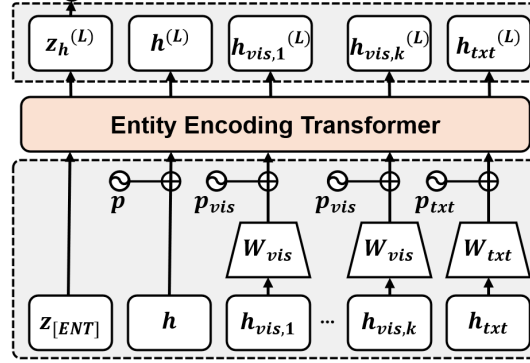 z_h^(L) h^(L) h_vis,1^(L) h_vis,k^(L) h_txt^(L)
Entity Encoding Transformer
p p_vis p_vis p_txt
W_vis W_vis W_txt
z_[ENT] h h_vis,1 ... h_vis,k h_txt